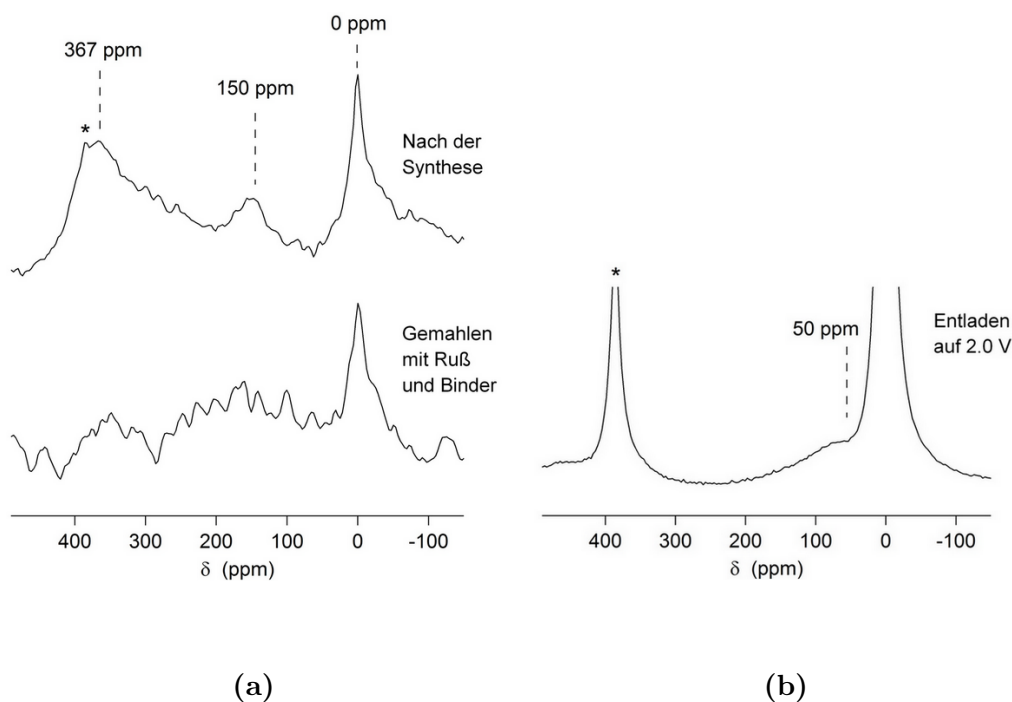 0 ppm
367 ppm
150 ppm
*
Nach der
Synthese
Gemahlen
mit Ruß
und Binder
400 300 200 100 0 -100
δ (ppm)
*
50 ppm
Entladen
auf 2.0 V
400 300 200 100 0 -100
δ (ppm)
(a)
(b)